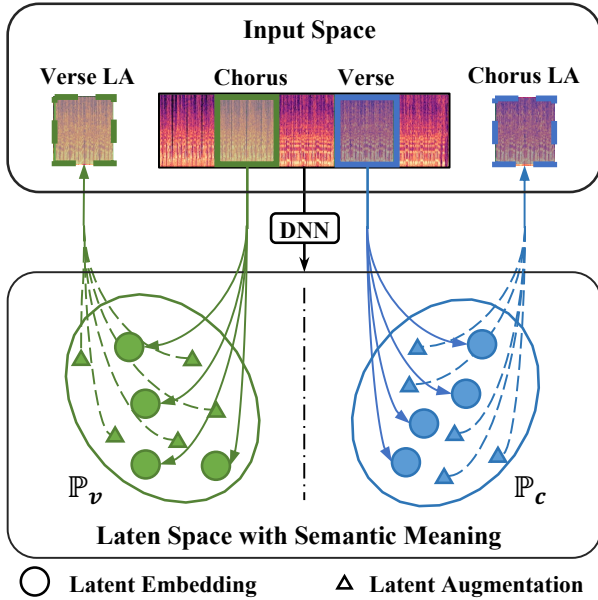 Input Space
Verse LA
Chorus
Verse
Chorus LA
DNN
ℙ𝒗
ℙ𝒄
Laten Space with Semantic Meaning
Latent Embedding
Latent Augmentation